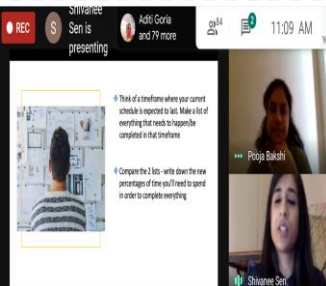 REC
S
Shivanee
Sen is
presenting
Aditi Goria
and 79 more
84
2
11:09 AM
Think of a timeframe where your current
schedule is expected to last. Make a list of
everything that needs to happen/be
completed in that timeframe
Compare the 2 lists - write down the new
percentages of time you'll need to spend
in order to complete everything
Pooja Bakshi
Shivanee Sen